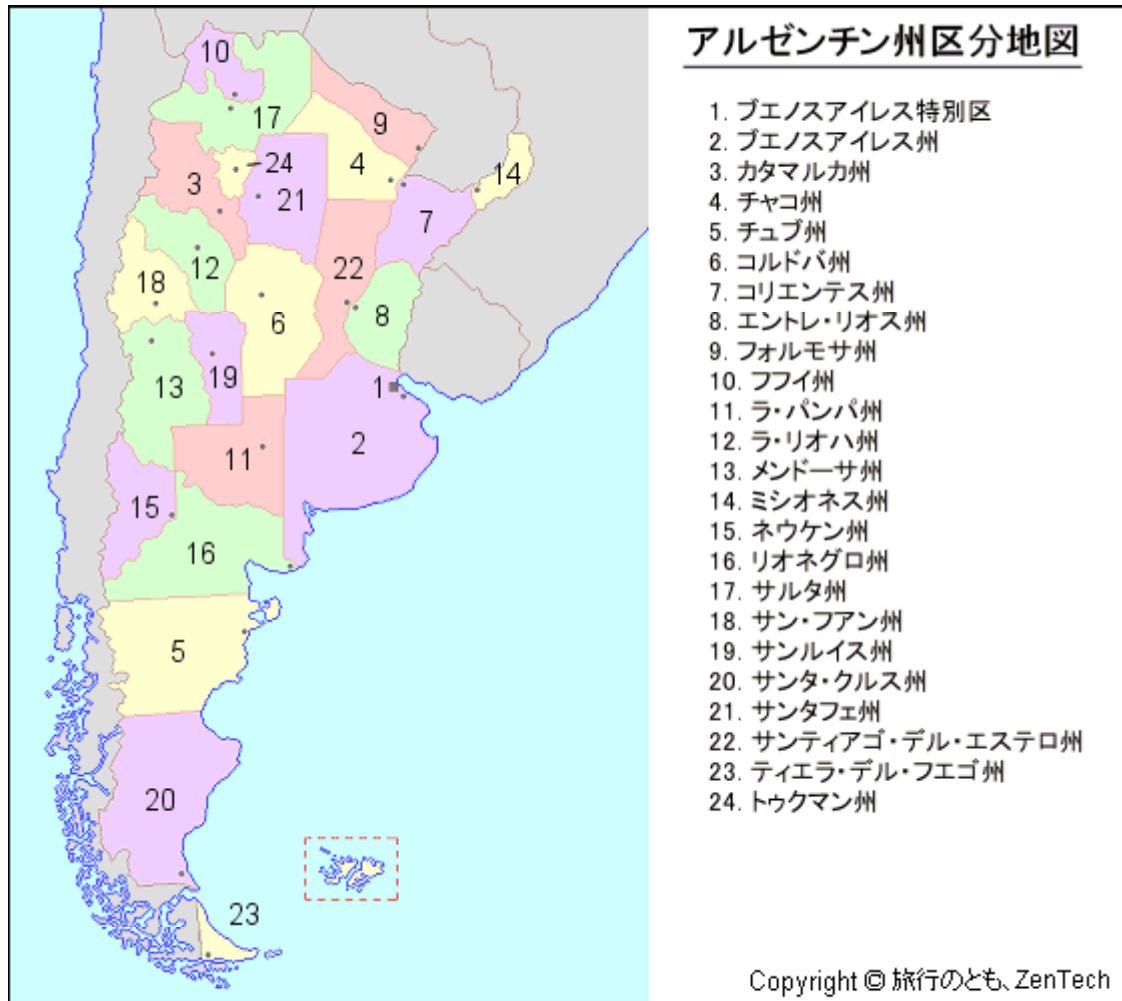 アルゼンチン州区分地図
1. ブエノスアイレス特別区
2. ブエノスアイレス州
3. カタマルカ州
4. チャコ州
5. チュブ州
6. コルドバ州
7. コリエンテス州
8. エントレ・リオス州
9. フォルモサ州
10. フフイ州
11. ラ・パンパ州
12. ラ・リオハ州
13. メンドーサ州
14. ミシオネス州
15. ネウケン州
16. リオネグロ州
17. サルタ州
18. サン・フアン州
19. サンルイス州
20. サンタ・クルス州
21. サンタフェ州
22. サンティアゴ・デル・エステロ州
23. ティエラ・デル・フエゴ州
24. トゥクマン州
10
17
9
24
4
14
3
21
7
12
22
18
8
6
19
13
1
2
11
15
16
5
20
23
Copyright © 旅行のとも、ZenTech